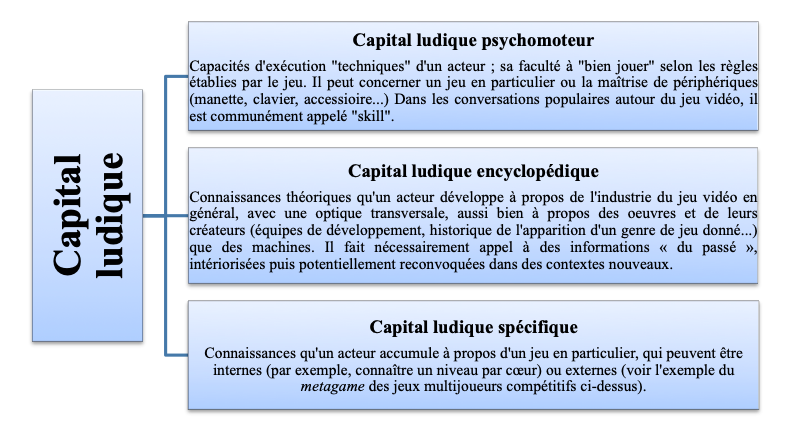 Capital
ludique
Capital ludique psychomoteur
Capacités d'exécution "techniques" d'un acteur ; sa faculté à "bien jouer" selon les règles
établies par le jeu. Il peut concerner un jeu en particulier ou la maîtrise de périphériques
(manette, clavier, accessioire...) Dans les conversations populaires autour du jeu vidéo, il
est communément appelé "skill".
Capital ludique encyclopédique
Connaissances théoriques qu'un acteur développe à propos de l'industrie du jeu vidéo en
général, avec une optique transversale, aussi bien à propos des oeuvres et de leurs
créateurs (équipes de développement, historique de l'apparition d'un genre de jeu donné...)
que des machines. Il fait nécessairement appel à des informations « du passé »,
intériorisées puis potentiellement reconvoquées dans des contextes nouveaux.
Capital ludique spécifique
Connaissances qu'un acteur accumule à propos d'un jeu en particulier, qui peuvent être
internes (par exemple, connaître un niveau par cœur) ou externes (voir l'exemple du
metagame des jeux multijoueurs compétitifs ci-dessus).